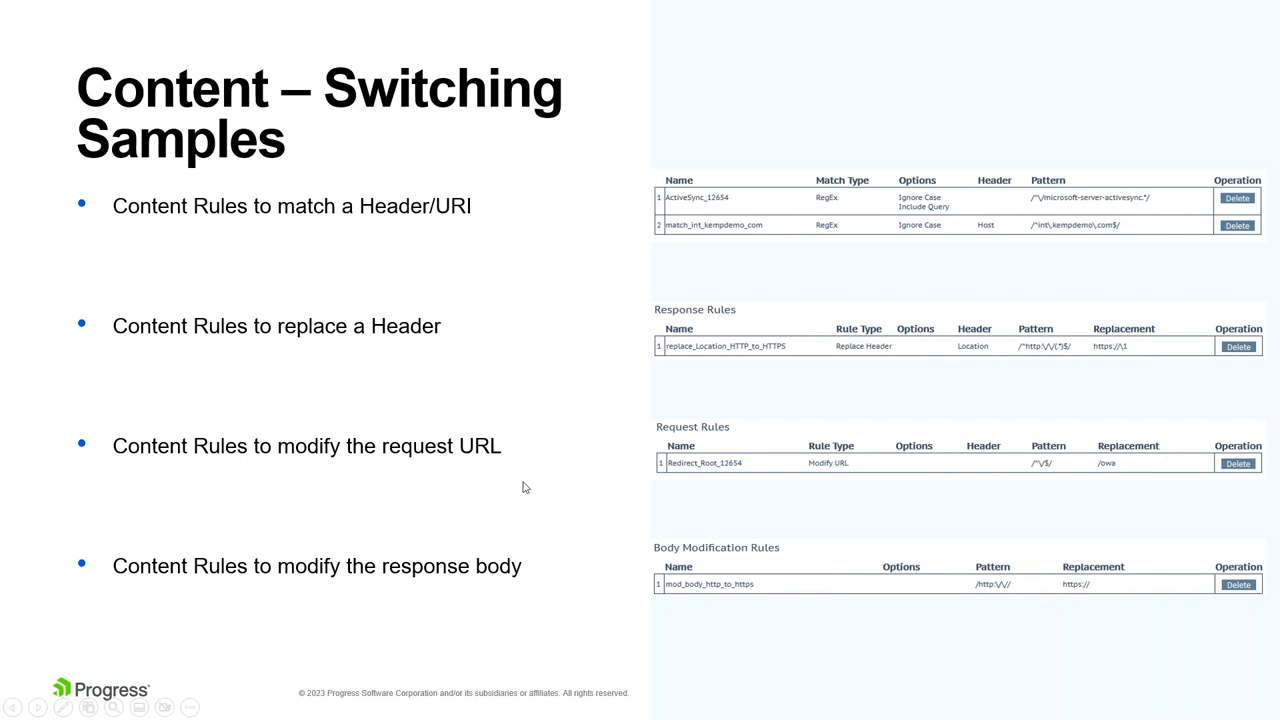 Content – Switching
Samples
• Content Rules to match a Header/URI
• Content Rules to replace a Header
• Content Rules to modify the request URL
• Content Rules to modify the response body
Name Match Type Options Header Pattern Operation
1 ActiveSync_12654 RegEx Ignore Case /^\/microsoft-server-activesync.*/ Delete
Include Query
2 match_int_kempdemo_com RegEx Ignore Case Host /^int\.kempdemo\.com$/ Delete
Response Rules
Name Rule Type Options Header Pattern Replacement Operation
1 replace_Location_HTTP_to_HTTPS Replace Header Location /^http:\/\/(.*)$/ https://\1 Delete
Request Rules
Name Rule Type Options Header Pattern Replacement Operation
1 Redirect_Root_12654 Modify URL /^\/$/ /owa Delete
Body Modification Rules
Name Options Pattern Replacement Operation
1 mod_body_http_to_https /http:\/\// https:// Delete
Progress
© 2023 Progress Software Corporation and/or its subsidiaries or affiliates. All rights reserved.